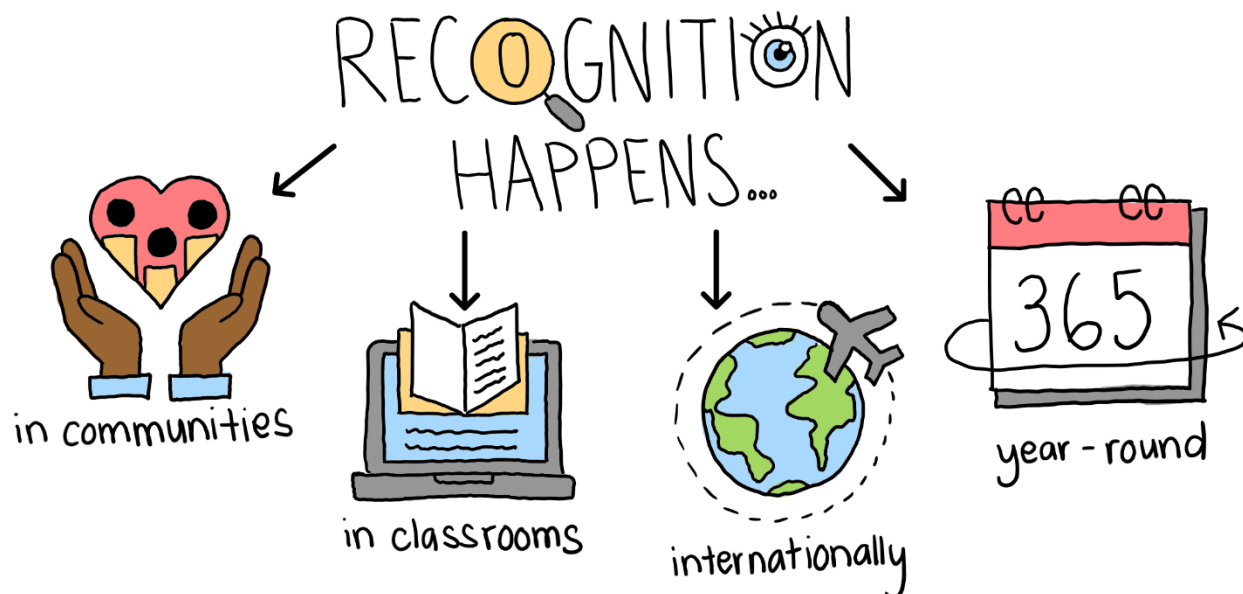 RECOGNITION
HAPPENS...
in communities
in classrooms
internationally
365
year-round